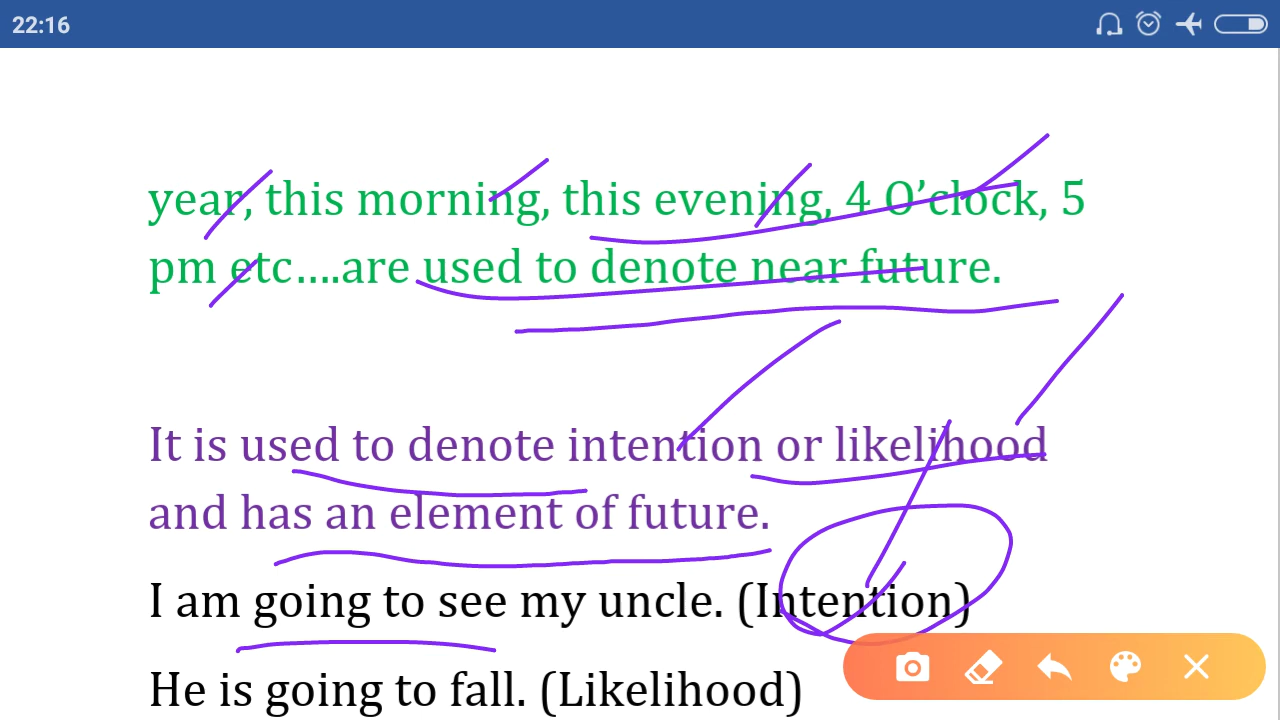 22:16
year, this morning, this evening, 4 O’clock, 5
pm etc....are used to denote near future.
It is used to denote intention or likelihood
and has an element of future.
I am going to see my uncle. (Intention)
He is going to fall. (Likelihood)